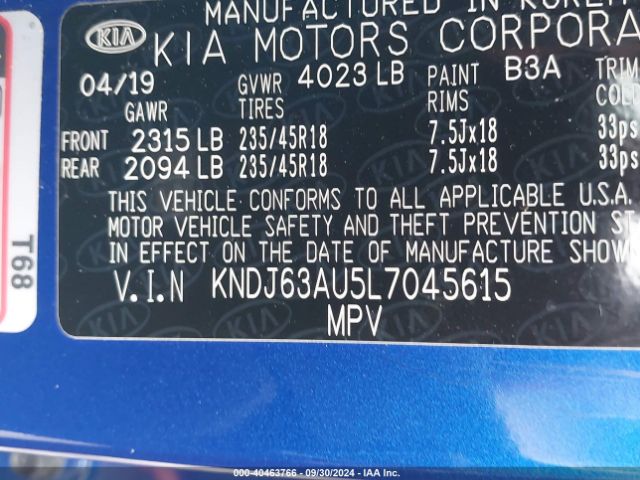 MANUFACTURED IN KOREA
KIA KIA MOTORS CORPORA
04/19 GVWR 4023 LB PAINT B3A TRIM
GAWR TIRES RIMS COLD
FRONT 2315 LB 235/45R18 7.5Jx18 33ps
REAR 2094 LB 235/45R18 7.5Jx18 33ps
THIS VEHICLE CONFORMS TO ALL APPLICABLE U.S.A.
MOTOR VEHICLE SAFETY AND THEFT PREVENTION ST
IN EFFECT ON THE DATE OF MANUFACTURE SHOW
V.I.N KNDJ63AU5L7045615
MPV
T68
000-40463766 - 09/30/2024 - IAAI.COM